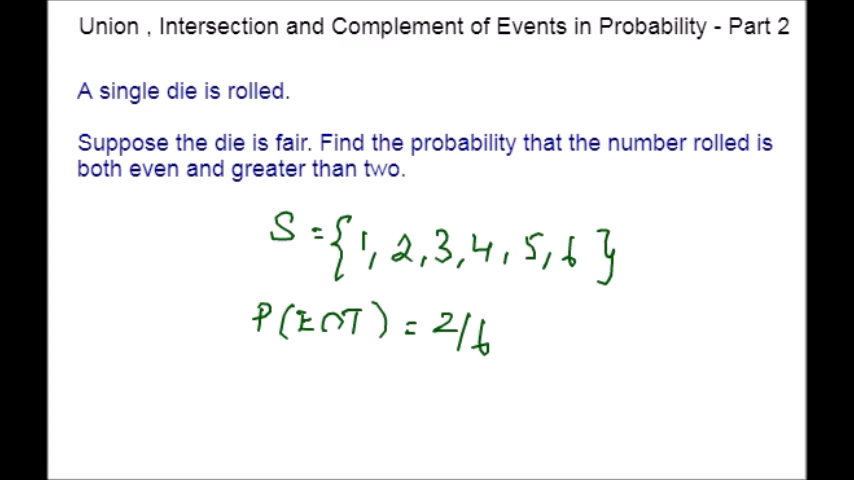 Union , Intersection and Complement of Events in Probability - Part 2
A single die is rolled.
Suppose the die is fair. Find the probability that the number rolled is
both even and greater than two.
S = {1, 2, 3, 4, 5, 6}
P(E∩T) = 2/6